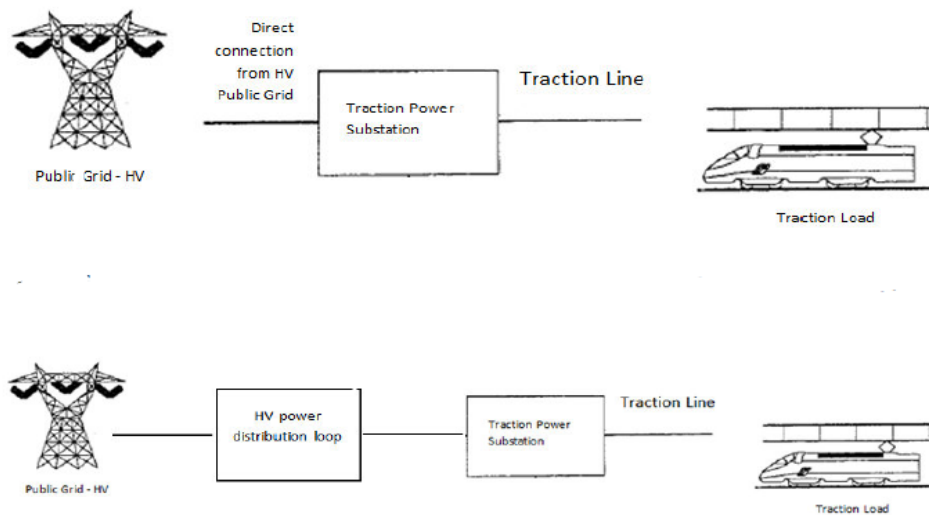 Direct
connection
from HV
Public Grid
Traction Line
Traction Power
Substation
Public Grid - HV
Traction Load
HV power
distribution loop
Traction Power
Substation
Traction Line
Public Grid - HV
Traction Load